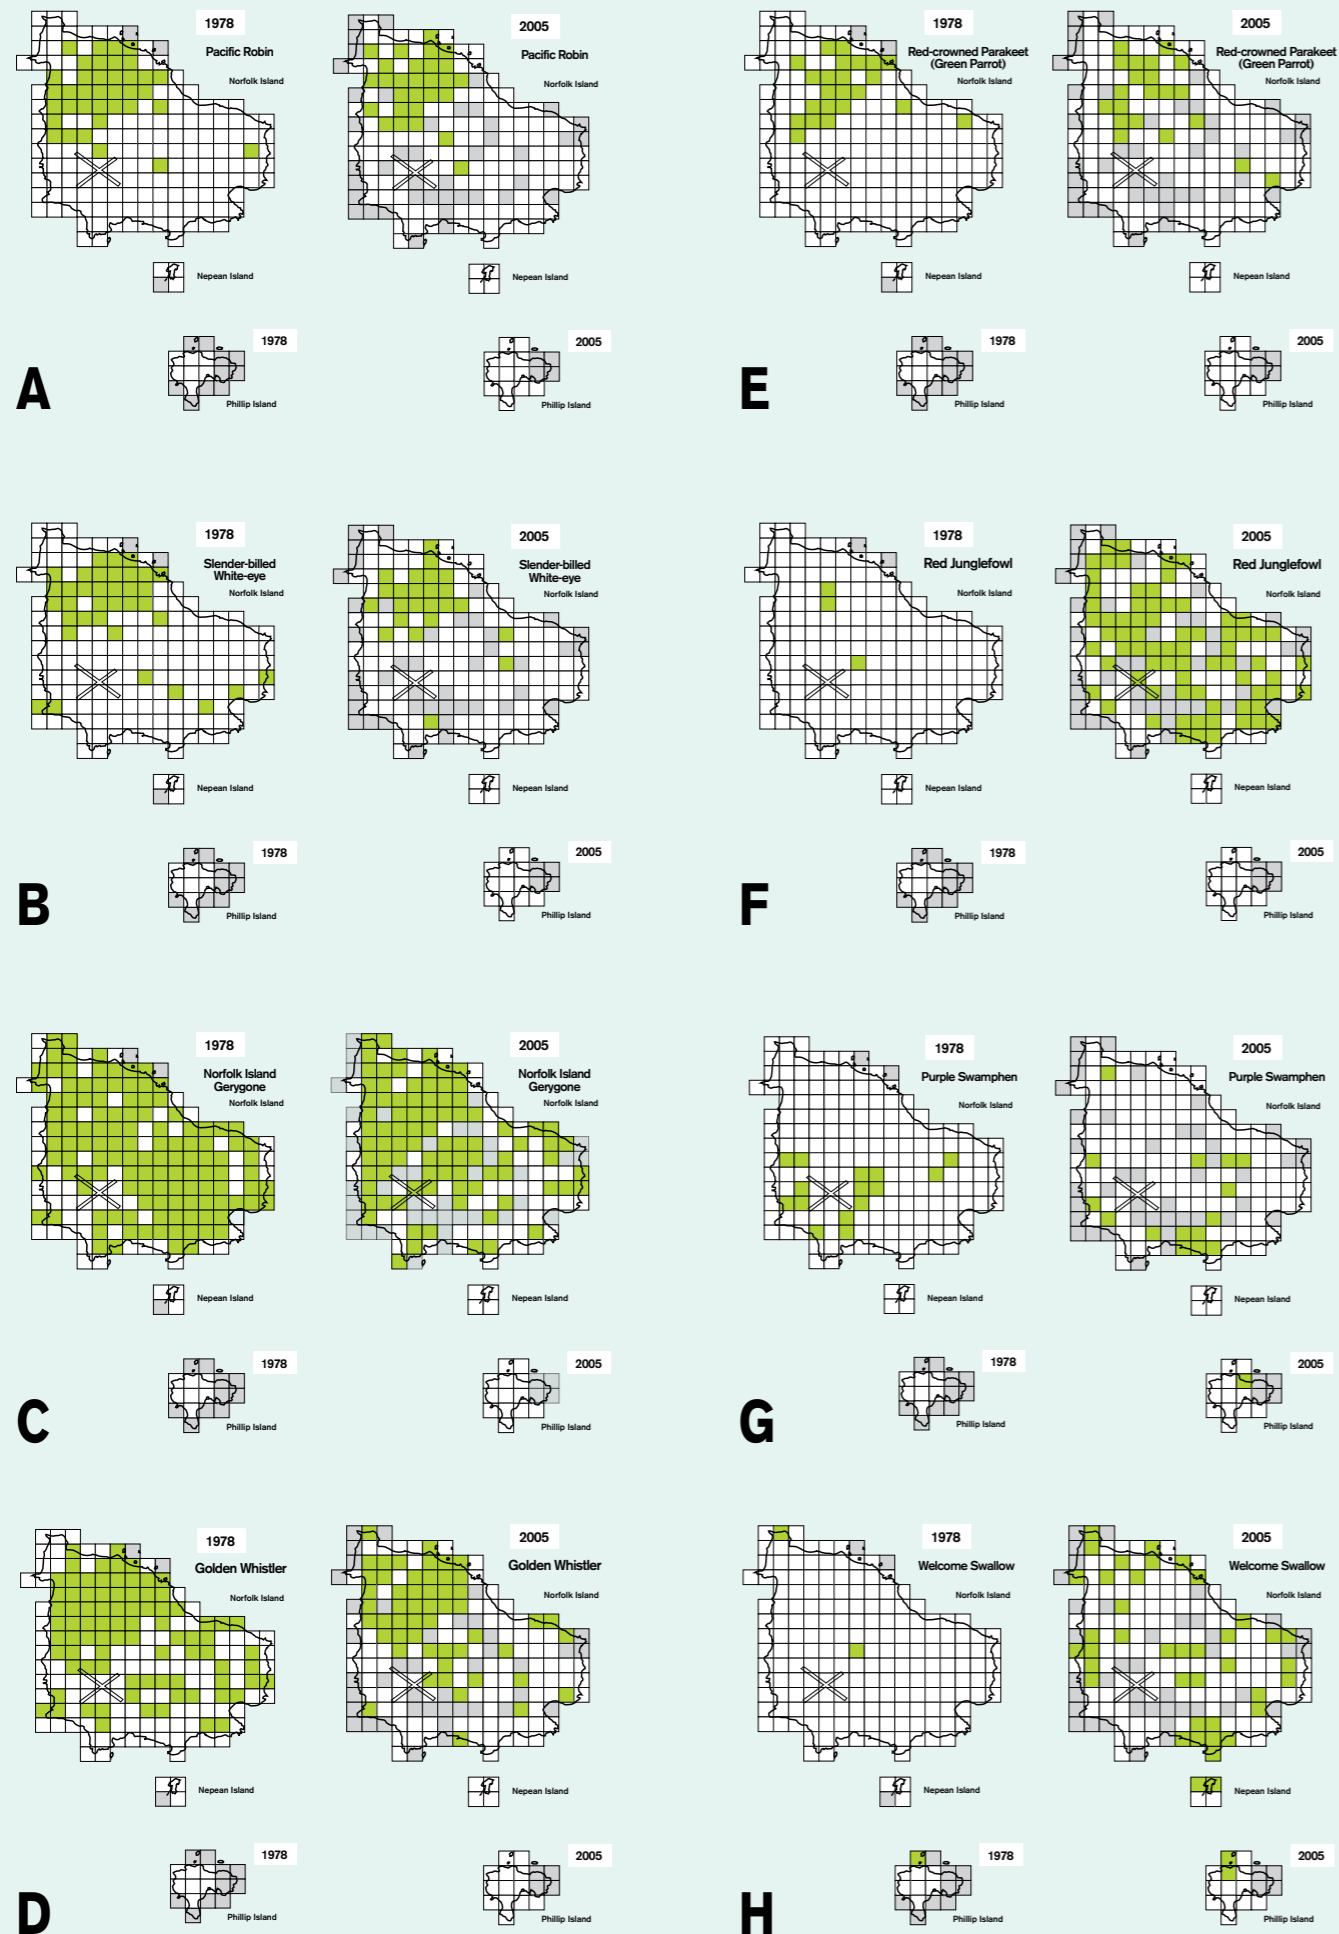 1978
Pacific Robin
Norfolk Island
Nepean Island
1978
Phillip Island
2005
Pacific Robin
Norfolk Island
Nepean Island
2005
Phillip Island
A
1978
Red-crowned Parakeet
(Green Parrot)
Norfolk Island
Nepean Island
1978
Phillip Island
2005
Red-crowned Parakeet
(Green Parrot)
Norfolk Island
Nepean Island
2005
Phillip Island
E
1978
Slender-billed
White-eye
Norfolk Island
Nepean Island
1978
Phillip Island
2005
Slender-billed
White-eye
Norfolk Island
Nepean Island
2005
Phillip Island
B
1978
Red Junglefowl
Norfolk Island
Nepean Island
1978
Phillip Island
2005
Red Junglefowl
Norfolk Island
Nepean Island
2005
Phillip Island
F
1978
Norfolk Island
Gerygone
Norfolk Island
Nepean Island
1978
Phillip Island
2005
Norfolk Island
Gerygone
Norfolk Island
Nepean Island
2005
Phillip Island
C
1978
Purple Swamphen
Norfolk Island
Nepean Island
1978
Phillip Island
2005
Purple Swamphen
Norfolk Island
Nepean Island
2005
Phillip Island
G
1978
Golden Whistler
Norfolk Island
Nepean Island
1978
Phillip Island
2005
Golden Whistler
Norfolk Island
Nepean Island
2005
Phillip Island
D
1978
Welcome Swallow
Norfolk Island
Nepean Island
1978
Phillip Island
2005
Welcome Swallow
Norfolk Island
Nepean Island
2005
Phillip Island
H